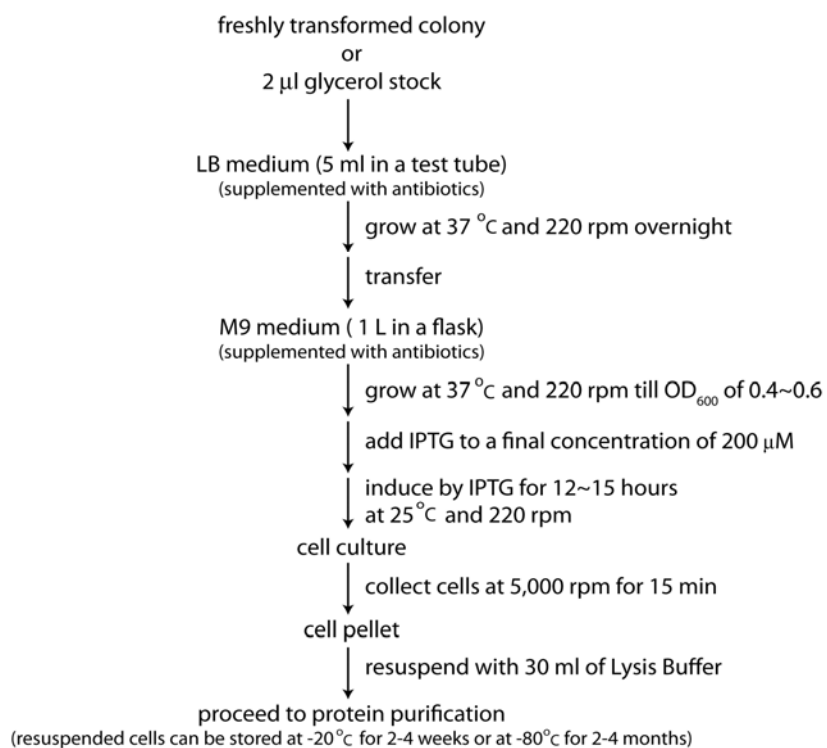 freshly transformed colony
or
2 μl glycerol stock
LB medium (5 ml in a test tube)
(supplemented with antibiotics)
grow at 37 °C and 220 rpm overnight
transfer
M9 medium ( 1 L in a flask)
(supplemented with antibiotics)
grow at 37 °C and 220 rpm till OD600 of 0.4~0.6
add IPTG to a final concentration of 200 μM
induce by IPTG for 12~15 hours
at 25°C and 220 rpm
cell culture
collect cells at 5,000 rpm for 15 min
cell pellet
resuspend with 30 ml of Lysis Buffer
proceed to protein purification
(resuspended cells can be stored at -20°C for 2-4 weeks or at -80°C for 2-4 months)